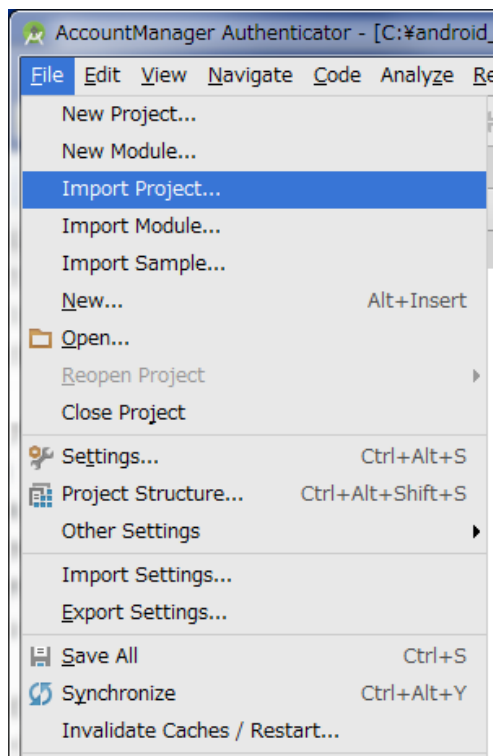 AccountManager Authenticator - [C:¥android_
File Edit View Navigate Code Analyze Re
New Project...
New Module...
Import Project...
Import Module...
Import Sample...
New... Alt+Insert
Open...
Reopen Project
Close Project
Settings... Ctrl+Alt+S
Project Structure... Ctrl+Alt+Shift+S
Other Settings
Import Settings...
Export Settings...
Save All Ctrl+S
Synchronize Ctrl+Alt+Y
Invalidate Caches / Restart...